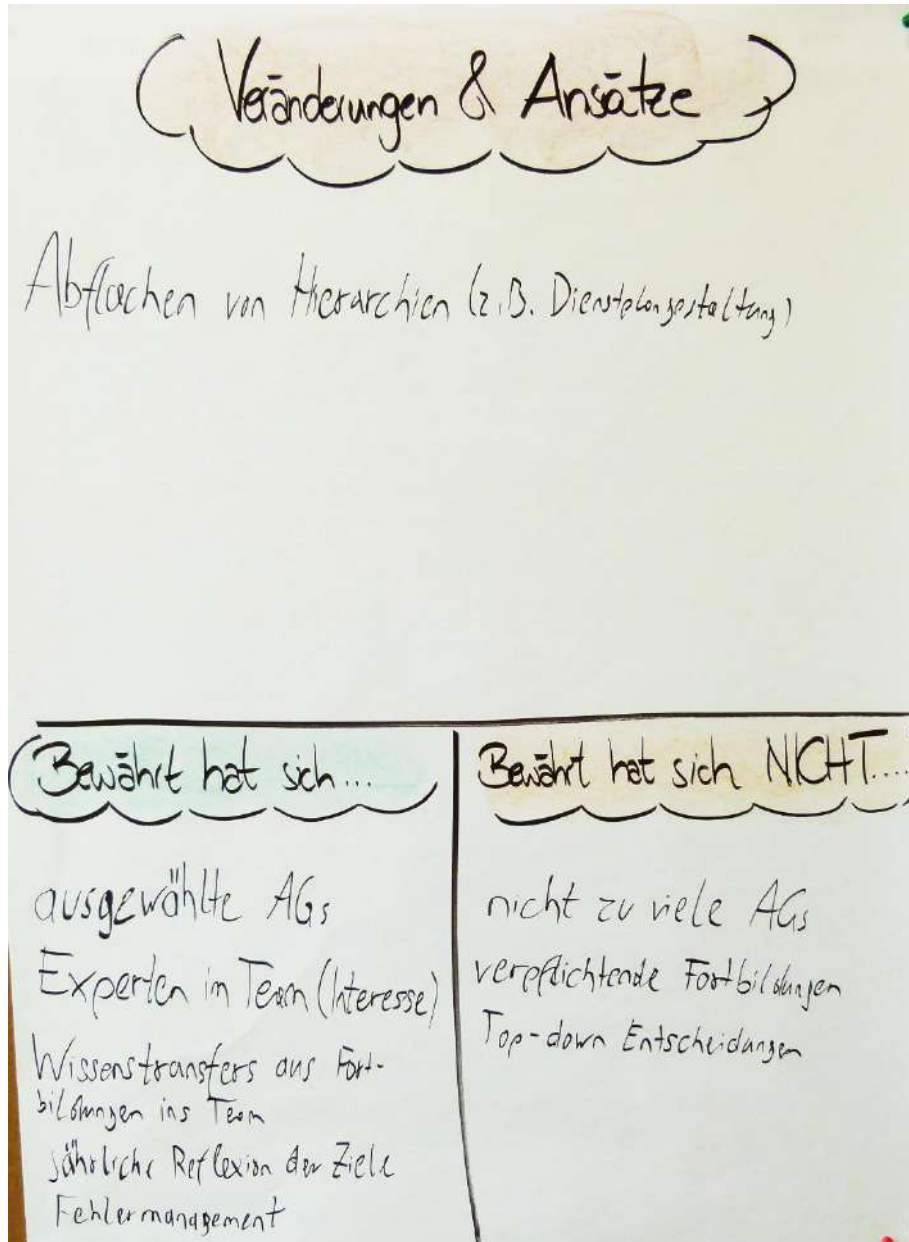 Veränderungen & Ansätze
Abflachen von Hierarchien (z.B. Dienstplangestaltung)
Bewährt hat sich...
ausgewählte AGs
Experten im Team (Interesse)
Wissenstransfers aus Fort-
bildungen ins Team
jährliche Reflexion der Ziele
Fehlermanagement
Bewährt hat sich NICHT....
nicht zu viele AGs
verpflichtende Fortbildungen
Top-down Entscheidungen